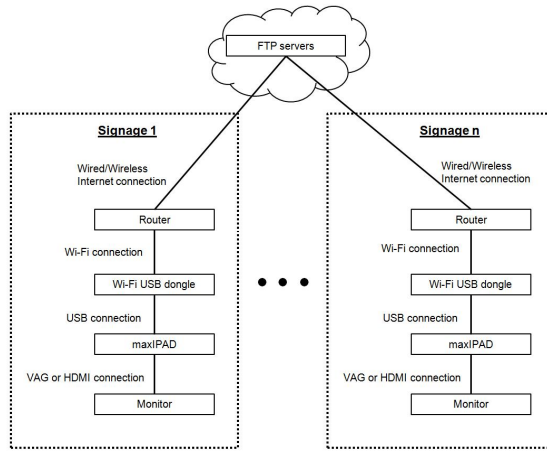 FTP servers
Signage 1
Wired/Wireless
Internet connection
Router
Wi-Fi connection
Wi-Fi USB dongle
USB connection
maxIPAD
VAG or HDMI connection
Monitor
Signage n
Wired/Wireless
Internet connection
Router
Wi-Fi connection
Wi-Fi USB dongle
USB connection
maxIPAD
VAG or HDMI connection
Monitor